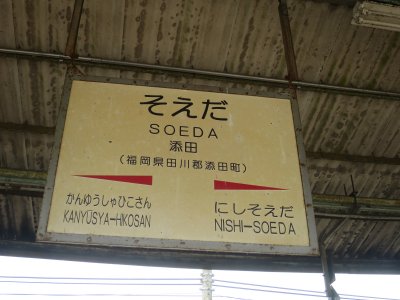 そえだ
SOEDA
添田
(福岡県田川郡添田町)
かんゆうしゃひこさん
KANYŪSYA-HIKOSAN
にしそえだ
NISHI-SOEDA